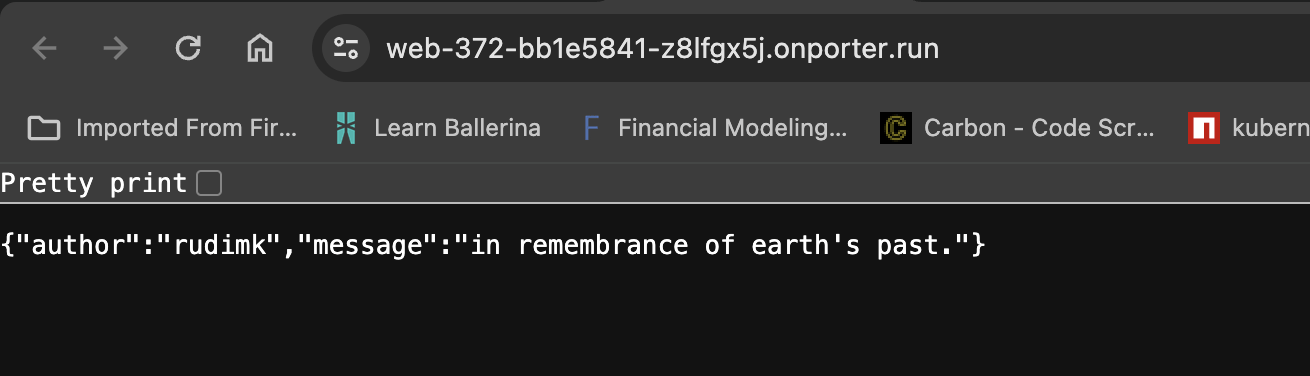 web-372-bb1e5841-z8lfgx5j.onporter.run
Imported From Fir... Learn Ballerina F Financial Modeling... C Carbon - Code Scr... n kubern
Pretty print
{"author":"rudimk","message":"in remembrance of earth's past."}